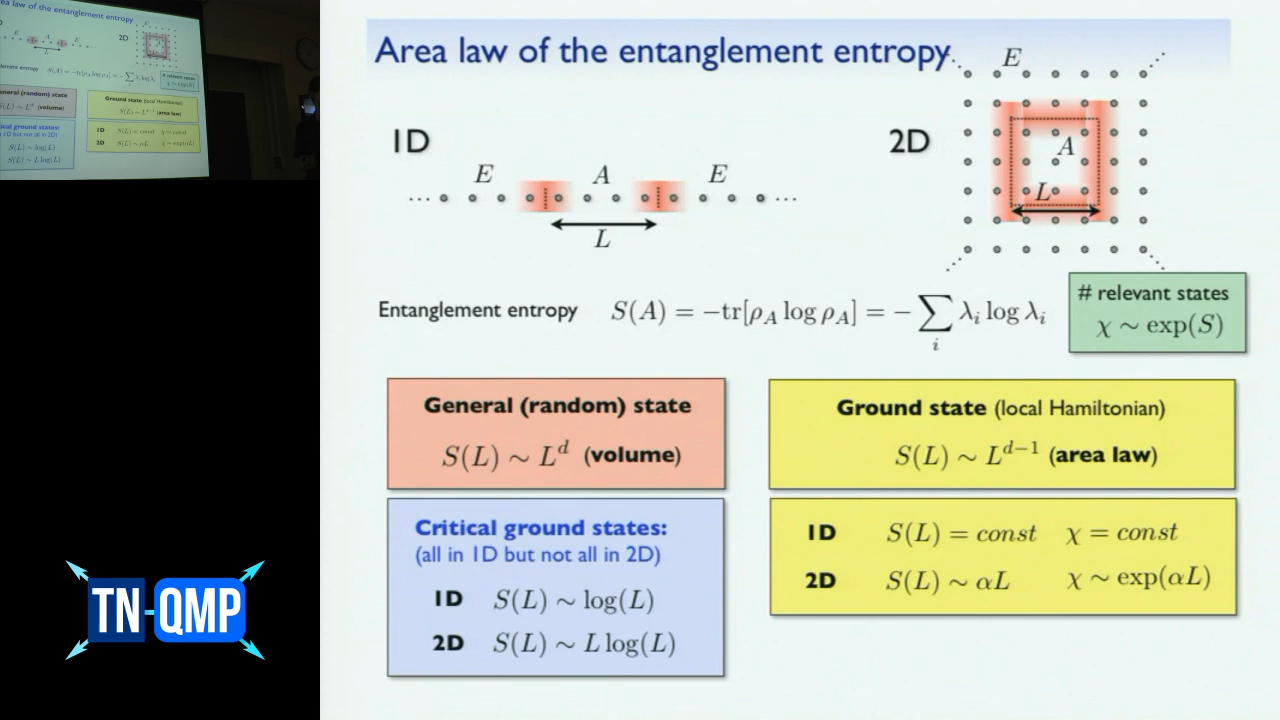 Area law of the entanglement entropy
1D
E A E
L
2D
E
A
L
Entanglement entropy S(A) = −tr[ρ_A log ρ_A] = − ∑_i λ_i log λ_i
# relevant states
χ ∼ exp(S)
General (random) state
S(L) ∼ L^d (volume)
Ground state (local Hamiltonian)
S(L) ∼ L^{d−1} (area law)
Critical ground states:
(all in 1D but not all in 2D)
1D S(L) ∼ log(L)
2D S(L) ∼ L log(L)
1D S(L) = const χ = const
2D S(L) ∼ αL χ ∼ exp(αL)
TN-QMP